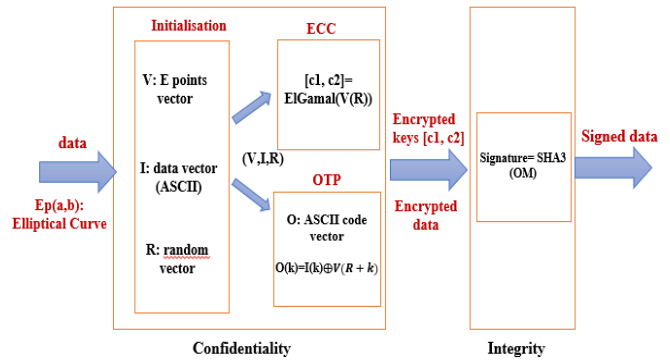 data
Ep(a,b):
Elliptical Curve
Initialisation
V: E points
vector
I: data vector
(ASCII)
R: random
vector
(V,I,R)
ECC
[c1, c2]=
ElGamal(V(R))
OTP
O: ASCII code
vector
O(k)=I(k)⊕V(R + k)
Confidentiality
Encrypted
keys [c1, c2]
Encrypted
data
Signature= SHA3
(OM)
Integrity
Signed data